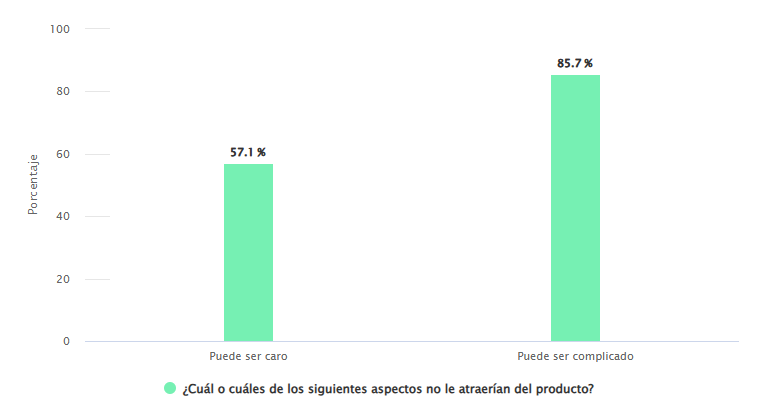 100
85.7 %
80
57.1 %
60
Porcentaje
40
20
0
Puede ser caro
Puede ser complicado
¿Cuál o cuáles de los siguientes aspectos no le atraerían del producto?